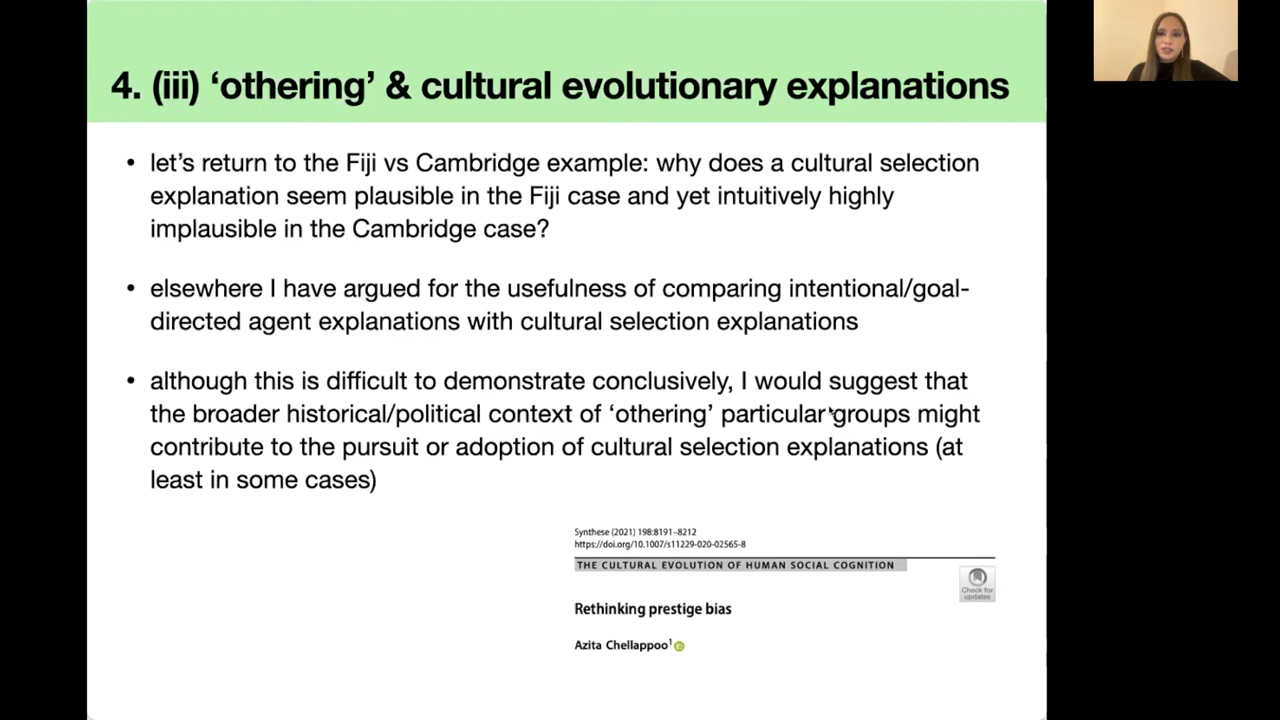 4. (iii) ‘othering’ & cultural evolutionary explanations
• let’s return to the Fiji vs Cambridge example: why does a cultural selection
explanation seem plausible in the Fiji case and yet intuitively highly
implausible in the Cambridge case?
• elsewhere I have argued for the usefulness of comparing intentional/goal-
directed agent explanations with cultural selection explanations
• although this is difficult to demonstrate conclusively, I would suggest that
the broader historical/political context of ‘othering’ particular groups might
contribute to the pursuit or adoption of cultural selection explanations (at
least in some cases)
Synthese (2021) 198:8191–8212
https://doi.org/10.1007/s11229-020-02565-8
THE CULTURAL EVOLUTION OF HUMAN SOCIAL COGNITION
Check for
updates
Rethinking prestige bias
Azita Chellappoo¹